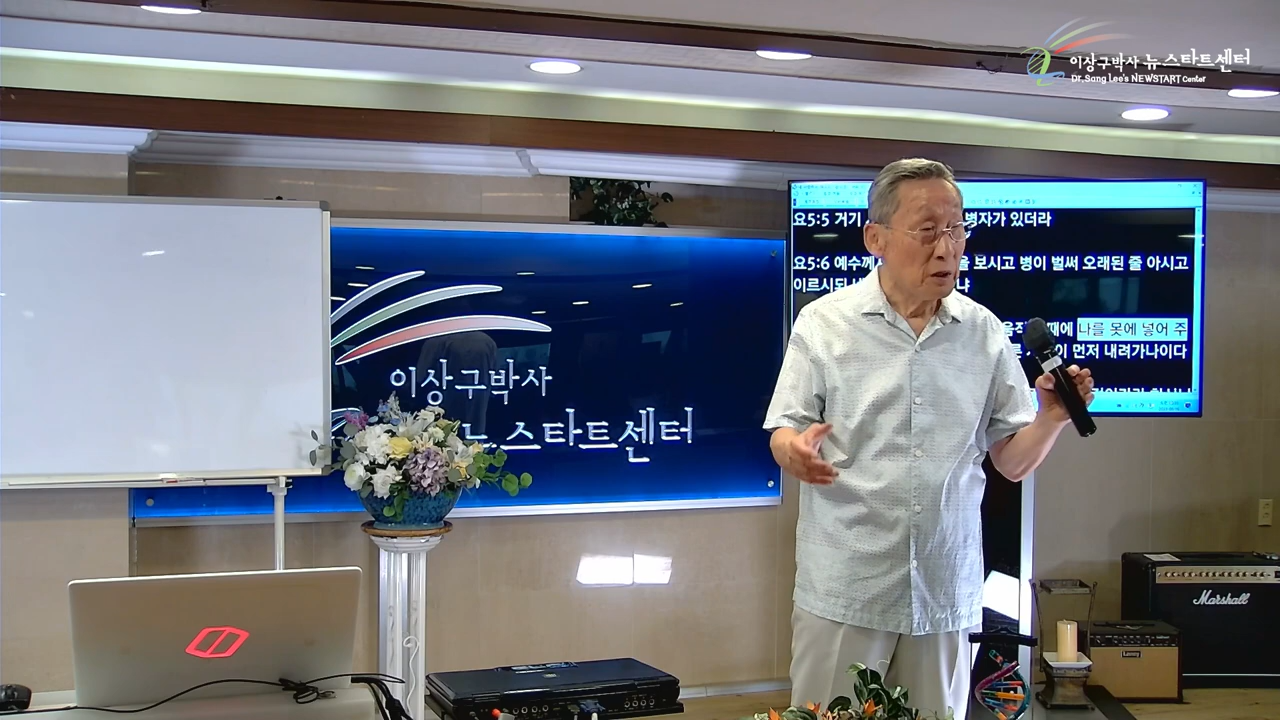 이상구박사 뉴스타트센터
Dr. Sang Lee's NEWSTART Center
요5:5 거기 병자가 있더라
요5:6 예수께 보시고 병이 벌써 오래된 줄 아시고
이르시되
때에 나를 못에 넣어 주
먼저 내려가나이다
이상구박사
뉴스타트센터
Marshall
Laney